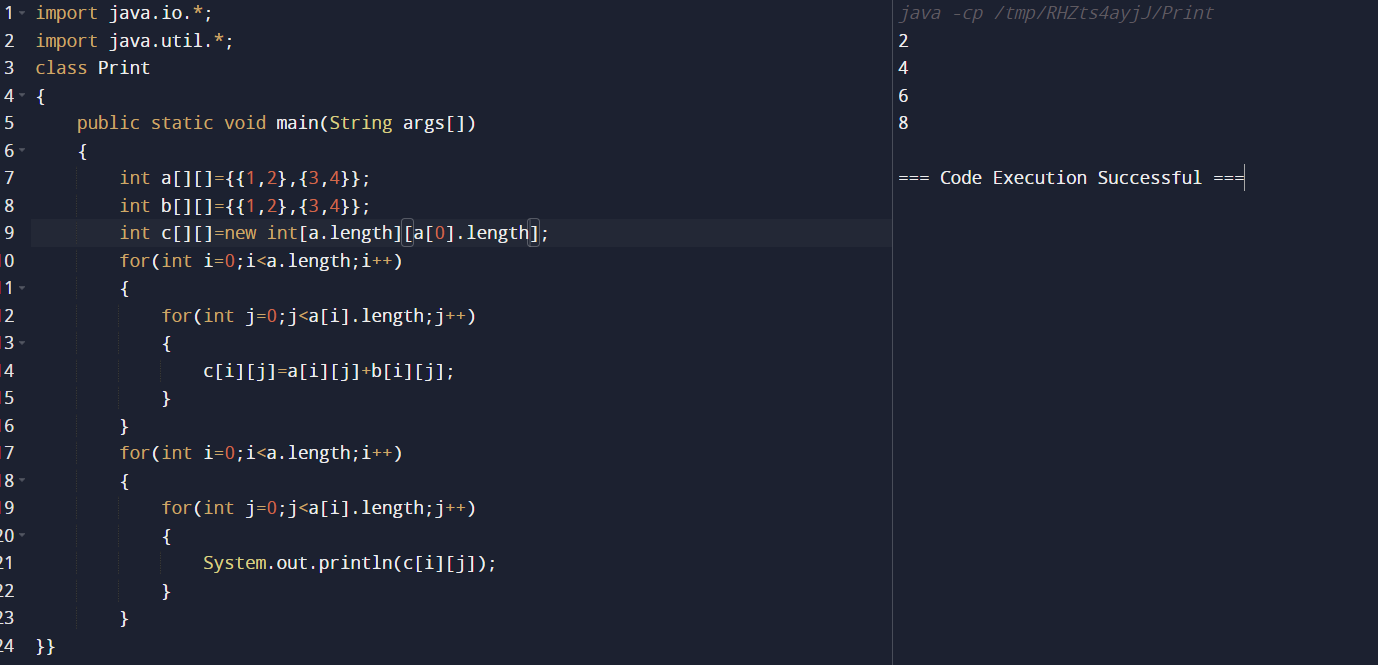 1 import java.io.*;
2 import java.util.*;
3 class Print
4 {
5 public static void main(String args[])
6 {
7 int a[][]={{1,2},{3,4}};
8 int b[][]={{1,2},{3,4}};
9 int c[][]=new int[a.length][a[0].length];
10 for(int i=0;i<a.length;i++)
11 {
12 for(int j=0;j<a[i].length;j++)
13 {
14 c[i][j]=a[i][j]+b[i][j];
15 }
16 }
17 for(int i=0;i<a.length;i++)
18 {
19 for(int j=0;j<a[i].length;j++)
20 {
21 System.out.println(c[i][j]);
22 }
23 }
24 }}
java -cp /tmp/RHZts4ayjJ/Print
2
4
6
8
=== Code Execution Successful ===